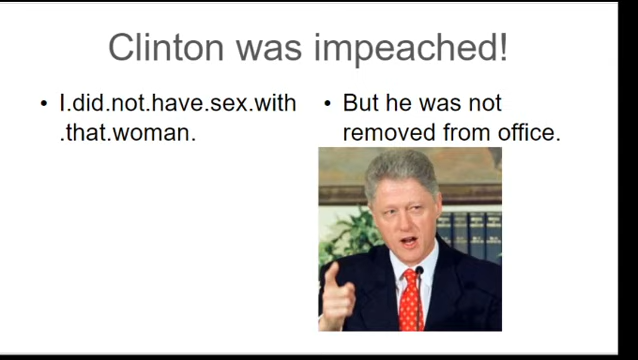 Clinton was impeached!
• I.did.not.have.sex.with
.that.woman.
• But he was not
removed from office.